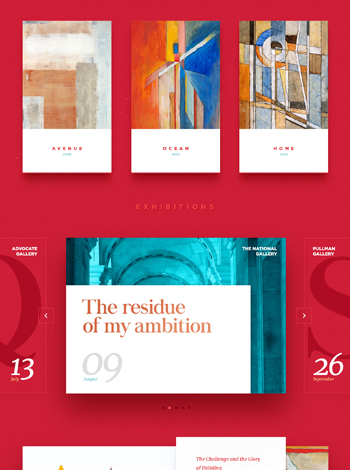 AVENUE
OCEAN
HOME
EXHIBITIONS
ADVOCATE
GALLERY
THE NATIONAL
GALLERY
PULLMAN
GALLERY
The residue
of my ambition
13
July
09
August
26
September
The Challenge and the Glory
of Painting